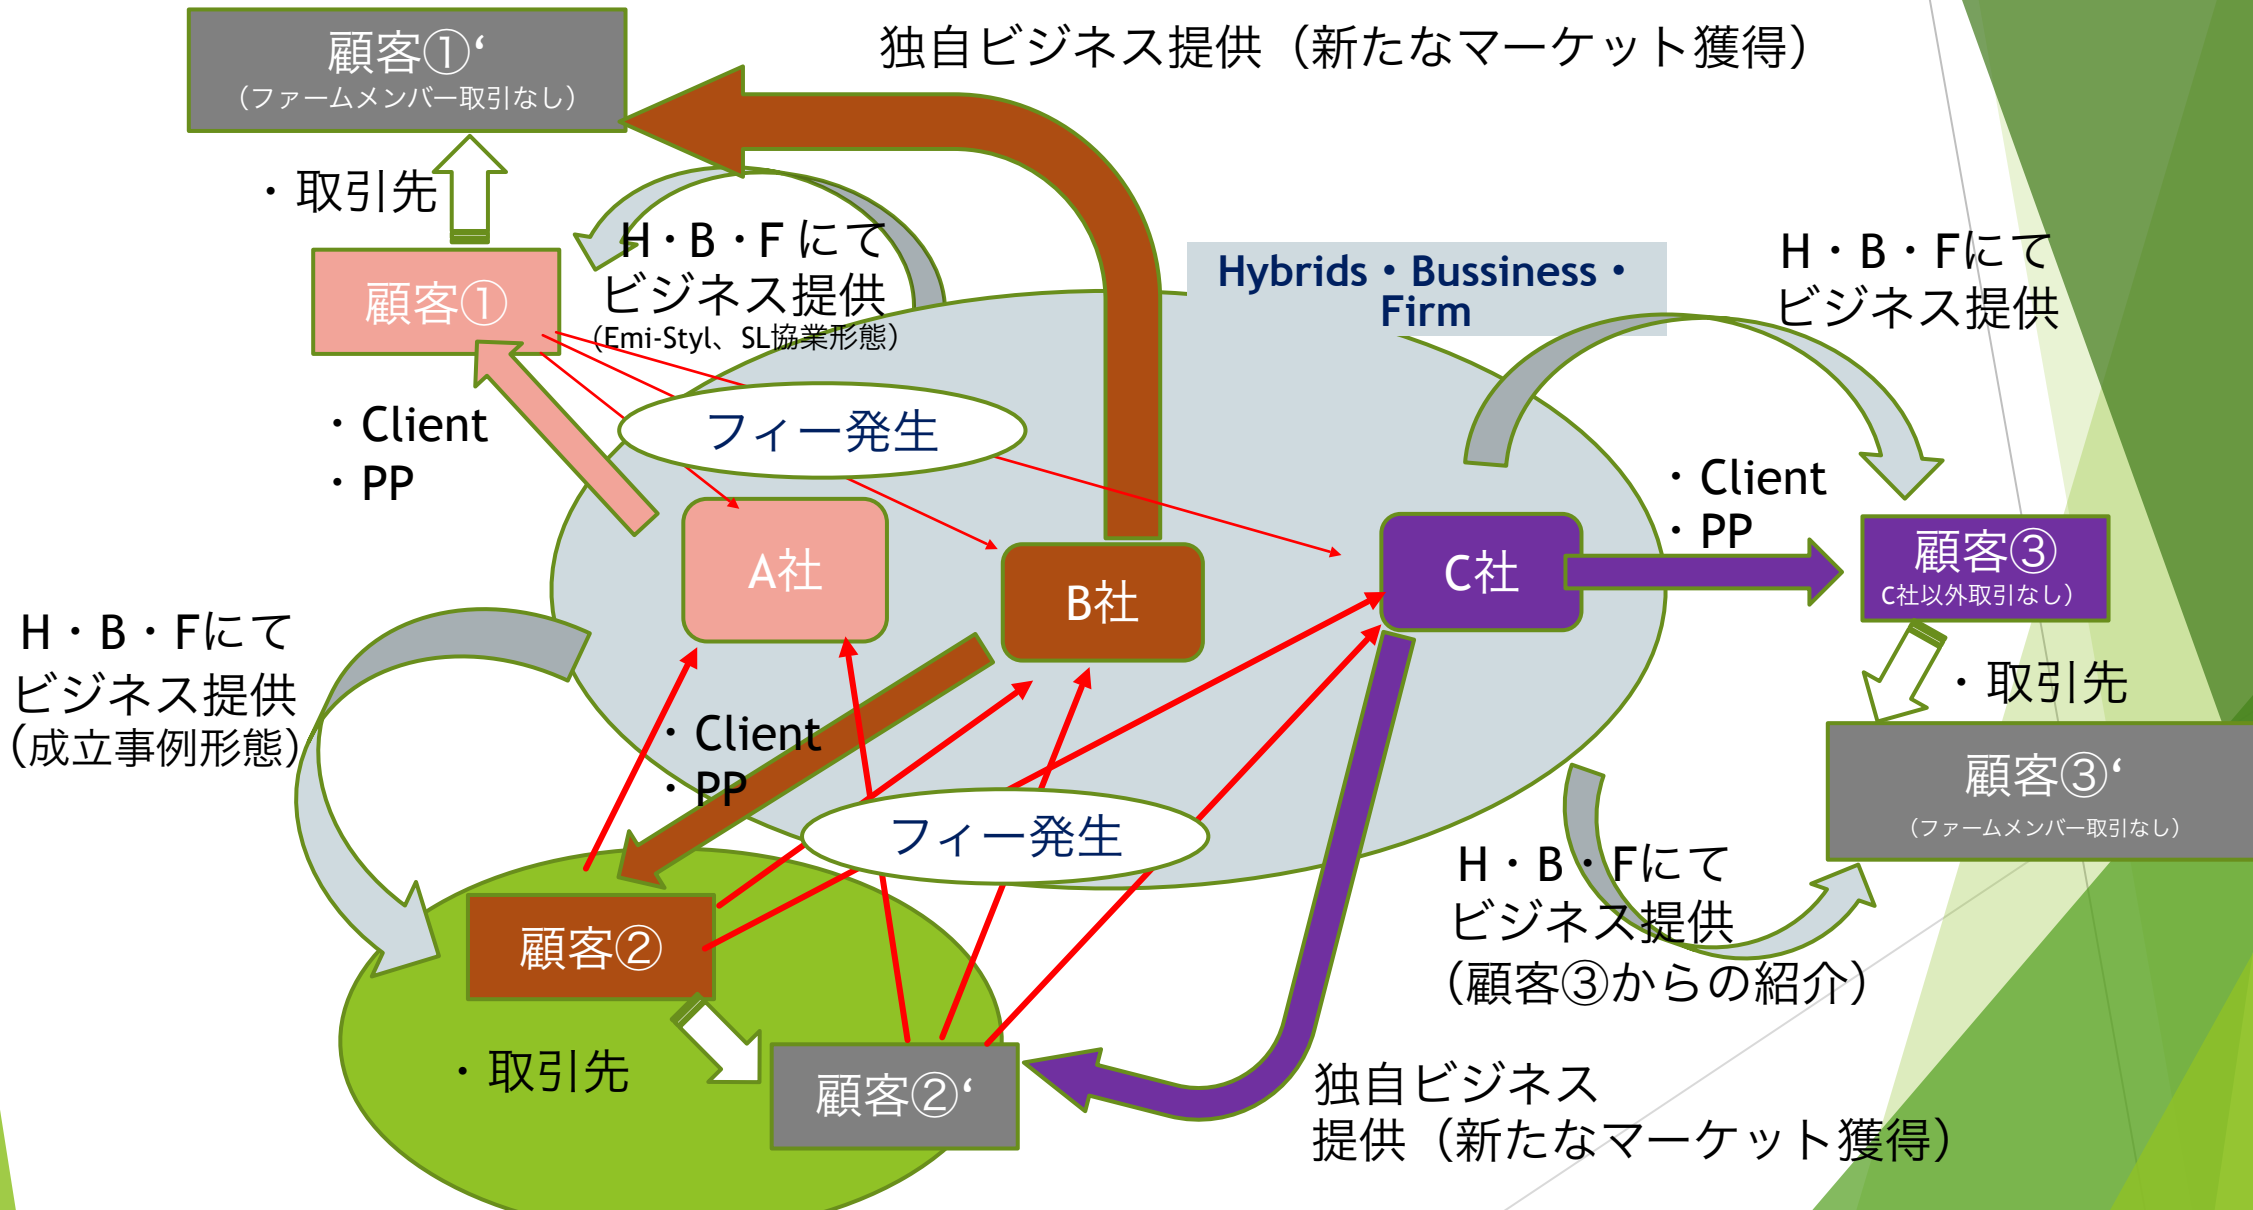 顧客①‘
（ファームメンバー取引なし）
独自ビジネス提供（新たなマーケット獲得）
・取引先
顧客①
H・B・F にて
ビジネス提供
（Emi-Styl、SL協業形態）
Hybrids・Bussiness・
Firm
H・B・Fにて
ビジネス提供
・Client
・PP
フィー発生
・Client
・PP
A社
B社
C社
顧客③
C社以外取引なし）
H・B・Fにて
ビジネス提供
（成立事例形態）
・Client
・PP
・取引先
顧客③‘
（ファームメンバー取引なし）
フィー発生
H・B・Fにて
ビジネス提供
（顧客③からの紹介）
顧客②
・取引先
顧客②‘
独自ビジネス
提供（新たなマーケット獲得）